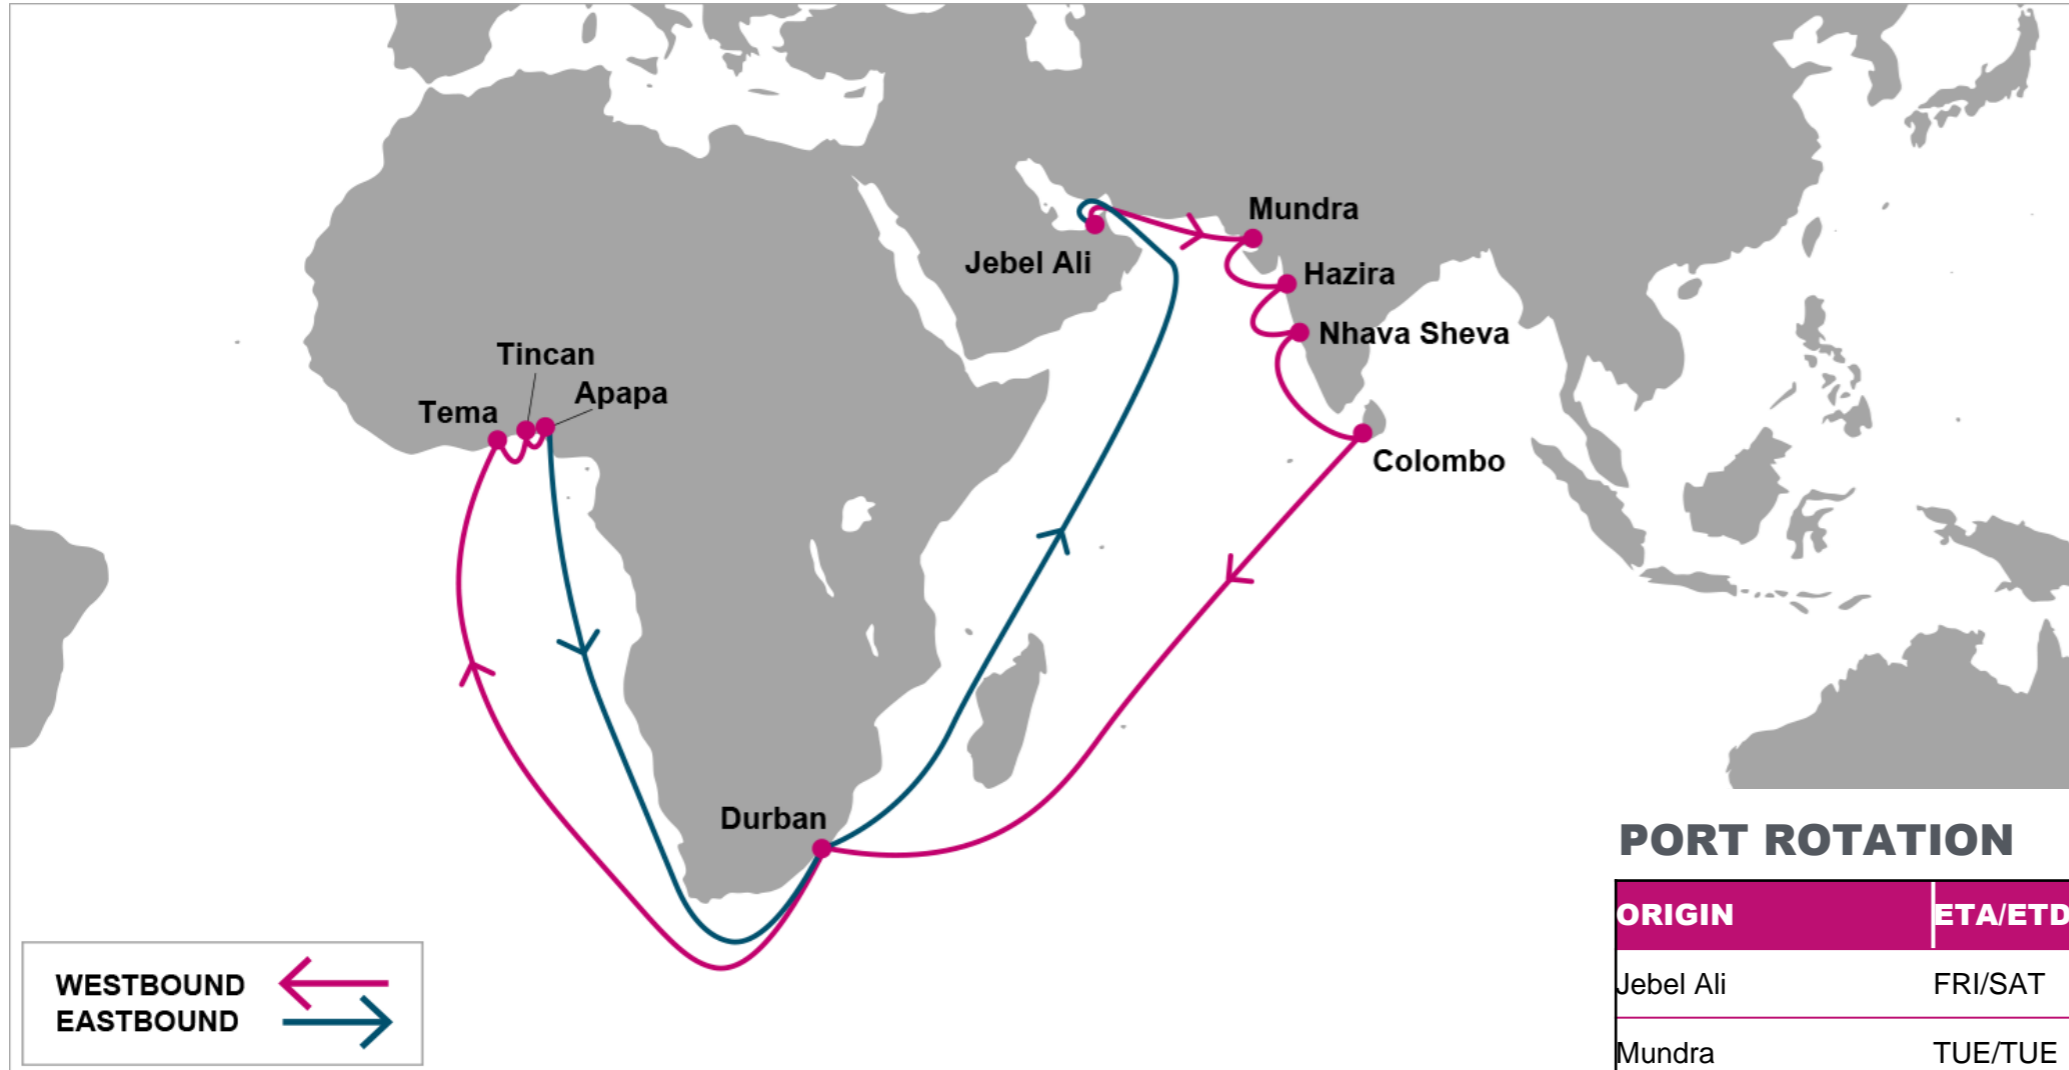 Mundra
Jebel Ali
Hazira
Nhava Sheva
Tincan
Apapa
Tema
Colombo
Durban
WESTBOUND
EASTBOUND
PORT ROTATION
ORIGIN ETA/ETD
Jebel Ali FRI/SAT
Mundra TUE/TUE